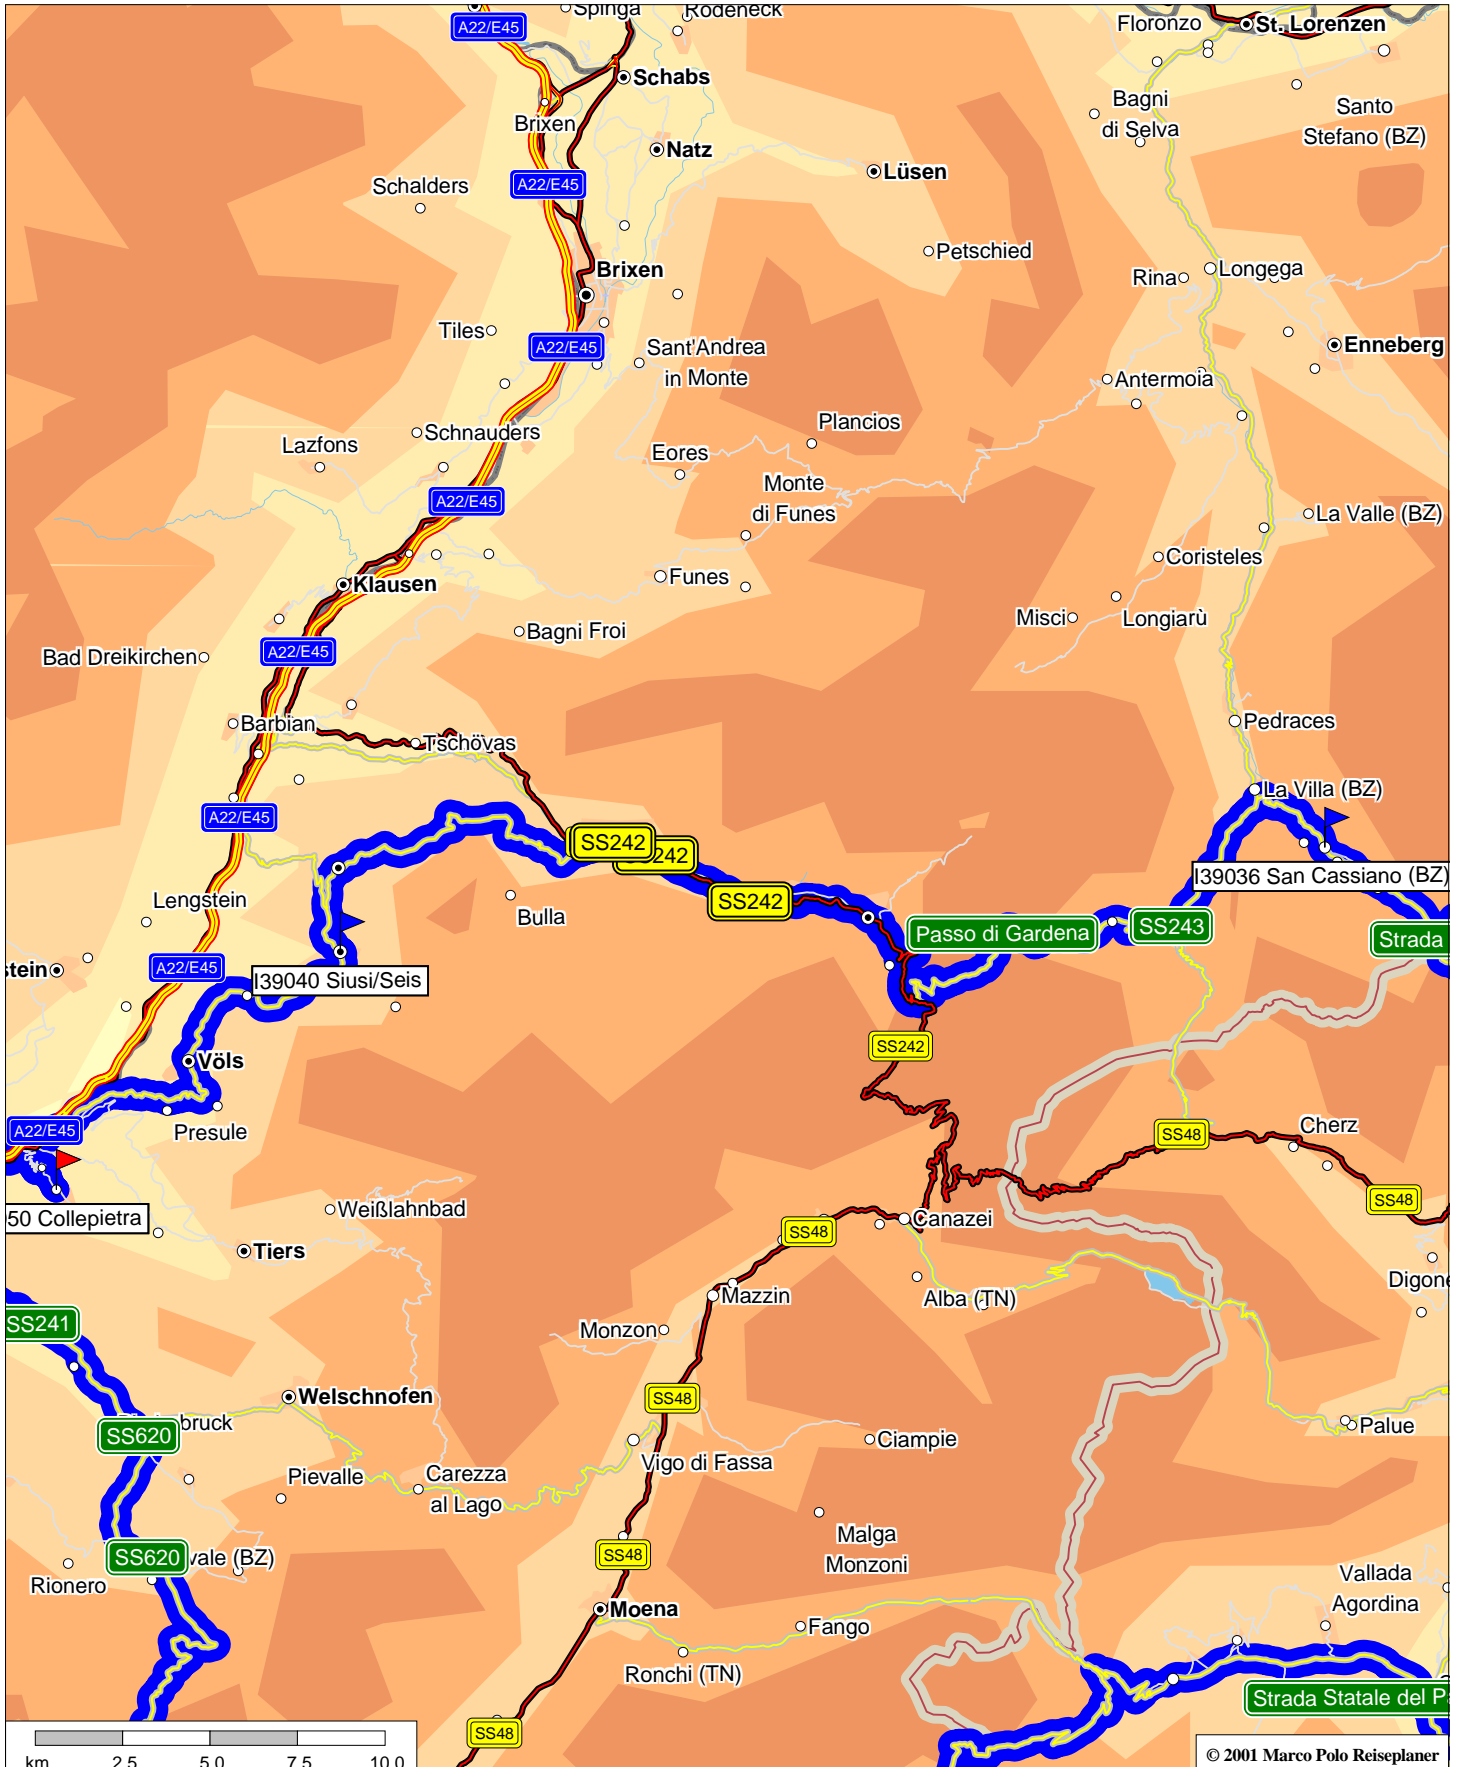 Spinga
Rodeneck
Floronzo
St. Lorenzen
A22/E45
Schabs
Bagni
di Selva
Santo
Stefano (BZ)
Brixen
Natz
Lüsen
A22/E45
Schalders
Petschied
Brixen
Rina
Longega
Tiles
A22/E45
Sant'Andrea
in Monte
Enneberg
Antermoia
Plancios
Schnauders
Lazfons
Eores
Monte
di Funes
A22/E45
La Valle (BZ)
Coristeles
Klausen
Funes
Misci
Longiarù
Bagni Froi
A22/E45
Bad Dreikirchen
Barbian
Tschövas
Pedraces
La Villa (BZ)
A22/E45
SS242
242
I39036 San Cassiano (BZ)
Lengstein
SS242
Bulla
Passo di Gardena
SS243
Strada
stein
A22/E45
I39040 Siusi/Seis
SS242
Völs
A22/E45
Presule
SS48
Cherz
50 Collepietra
Weißlahnbad
SS48
Canazei
SS48
Tiers
Digone
Mazzin
Alba (TN)
SS241
Monzon
Welschnofen
SS48
bruck
SS620
Palue
Ciampie
Vigo di Fassa
Pievalle
Carezza
al Lago
Malga
Monzoni
SS48
SS620
vale (BZ)
Rionero
Vallada
Agordina
Moena
Fango
Ronchi (TN)
Strada Statale del Pa
SS48
km 2.5 5.0 7.5 10.0
© 2001 Marco Polo Reiseplaner